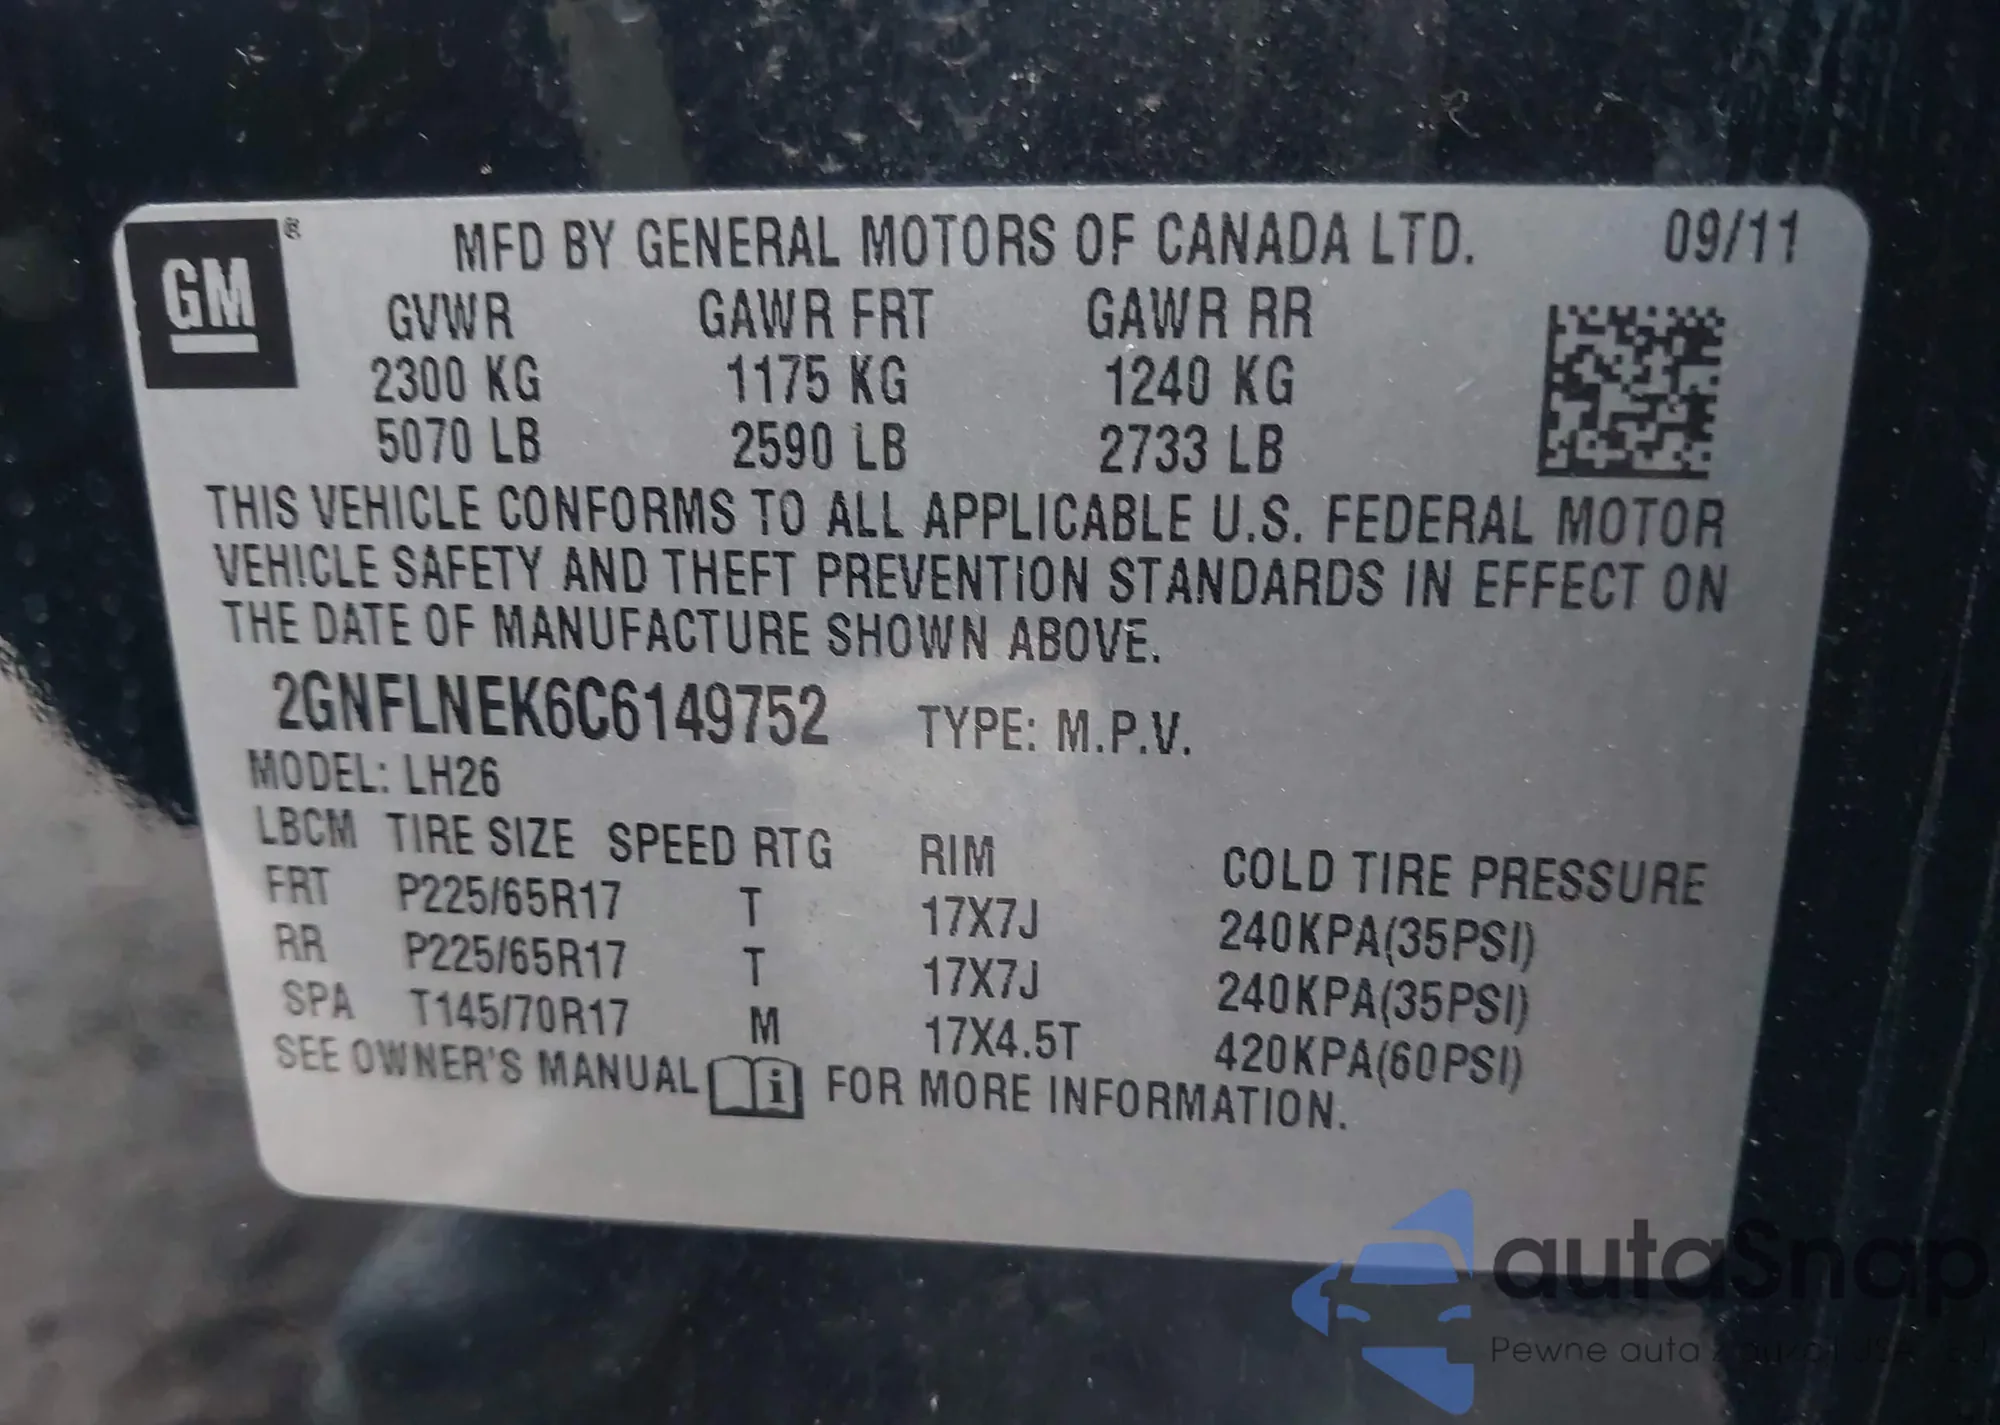 GM ® MFD BY GENERAL MOTORS OF CANADA LTD. 09/11
GVWR GAWR FRT GAWR RR
2300 KG 1175 KG 1240 KG
5070 LB 2590 LB 2733 LB
THIS VEHICLE CONFORMS TO ALL APPLICABLE U.S. FEDERAL MOTOR
VEHICLE SAFETY AND THEFT PREVENTION STANDARDS IN EFFECT ON
THE DATE OF MANUFACTURE SHOWN ABOVE.
2GNFLNEK6C6149752 TYPE: M.P.V.
MODEL: LH26
LBCM TIRE SIZE SPEED RTG RIM COLD TIRE PRESSURE
FRT P225/65R17 T 17X7J 240KPA(35PSI)
RR P225/65R17 T 17X7J 240KPA(35PSI)
SPA T145/70R17 M 17X4.5T 420KPA(60PSI)
SEE OWNER'S MANUAL i FOR MORE INFORMATION.
autaSnap
Pewne auta z